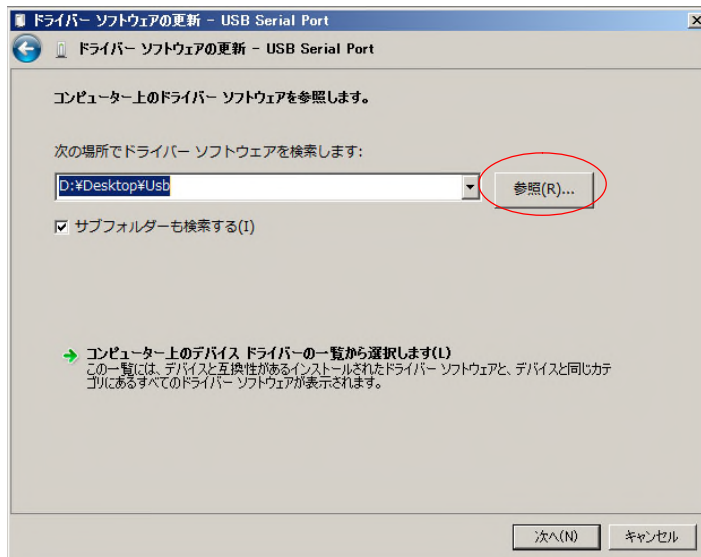 ドライバー ソフトウェアの更新 - USB Serial Port
ドライバー ソフトウェアの更新 - USB Serial Port
コンピューター上のドライバー ソフトウェアを参照します。
次の場所でドライバー ソフトウェアを検索します:
D:¥Desktop¥Usb
参照(R)...
サブフォルダーも検索する(I)
コンピューター上のデバイス ドライバーの一覧から選択します(L)
この一覧には、デバイスと互換性があるインストールされたドライバー ソフトウェアと、デバイスと同じカテ
ゴリにあるすべてのドライバー ソフトウェアが表示されます。
次へ(N)
キャンセル